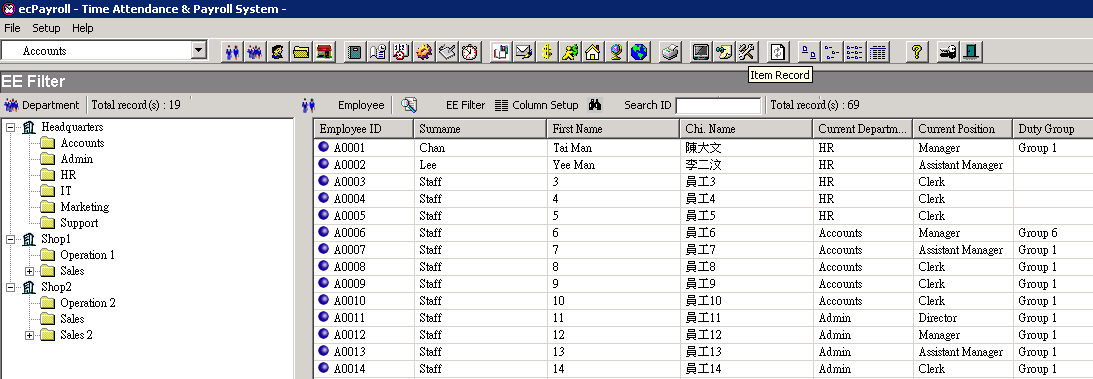 ecPayroll - Time Attendance & Payroll System -
File Setup Help
Accounts
Item Record
EE Filter
Department Total record(s) : 19 Employee EE Filter Column Setup Search ID Total record(s) : 69
Headquarters
Accounts
Admin
HR
IT
Marketing
Support
Shop1
Operation 1
Sales
Shop2
Operation 2
Sales
Sales 2
Employee ID Surname First Name Chi. Name Current Departm... Current Position Duty Group
A0001 Chan Tai Man 陳大文 HR Manager Group 1
A0002 Lee Yee Man 李二汶 HR Assistant Manager
A0003 Staff 3 員工3 HR Clerk
A0004 Staff 4 員工4 HR Clerk
A0005 Staff 5 員工5 HR Clerk
A0006 Staff 6 員工6 Accounts Manager Group 6
A0007 Staff 7 員工7 Accounts Assistant Manager Group 1
A0008 Staff 8 員工8 Accounts Clerk Group 1
A0009 Staff 9 員工9 Accounts Clerk Group 1
A0010 Staff 10 員工10 Accounts Clerk Group 1
A0011 Staff 11 員工11 Admin Director Group 1
A0012 Staff 12 員工12 Admin Manager Group 1
A0013 Staff 13 員工13 Admin Assistant Manager Group 1
A0014 Staff 14 員工14 Admin Clerk Group 1